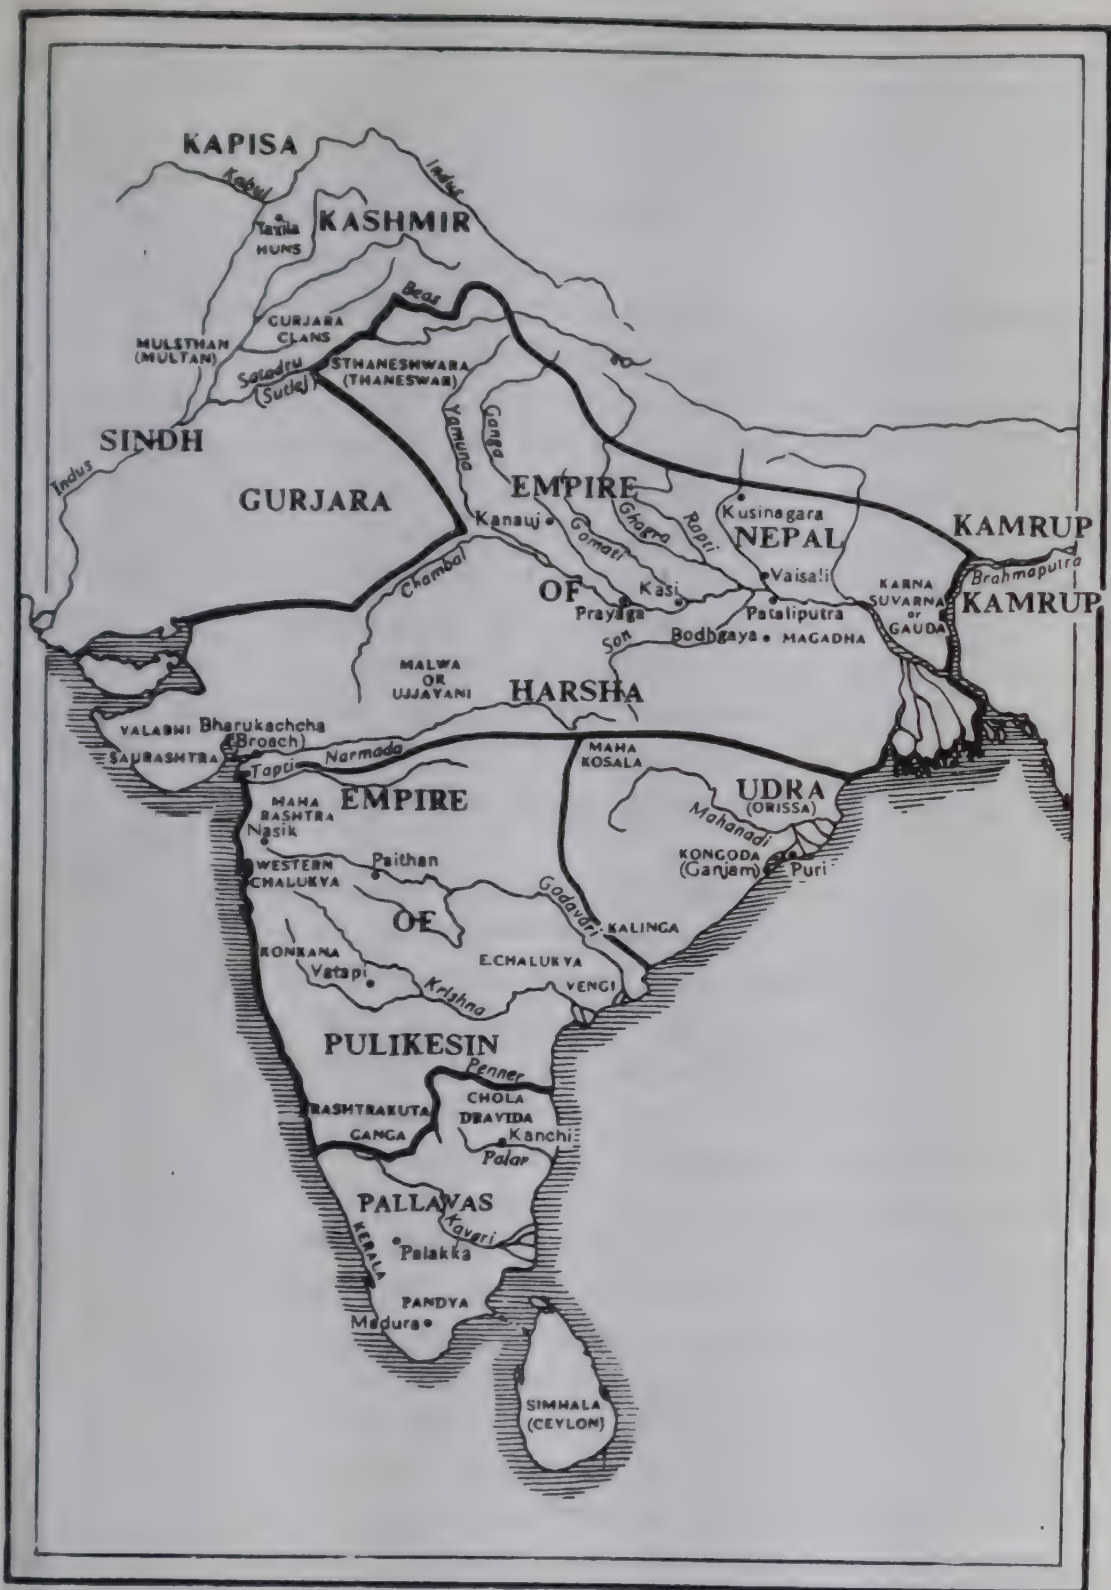 KAPISA
Kabul
Indus
Taxila
HUNS
KASHMIR
Beas
GURJARA
CLANS
MULSTHAN
(MULTAN)
Satadru
(Sutlej)
STHANESHWARA
(THANESWAR)
SINDH
Indus
GURJARA
Yamuna
Ganga
EMPIRE
Kanauj
Gomati
Ghagra
Rapti
Kusinagara
NEPAL
KAMRUP
Brahmaputra
KAMRUP
Chambal
OF
Prayaga
Kasi
Vaisali
Pataliputra
KARNA
SUVARNA
or
GAUDA
Son
Bodhgaya
MAGADHA
MALWA
OR
UJJAYANI
HARSHA
VALABHI
Bharukachcha
(Broach)
SAURASHTRA
Tapti
Narmada
MAHA
KOSALA
UDRA
(ORISSA)
Mahanadi
EMPIRE
MAHA
RASHTRA
Nasik
KONGODA
(Ganjam)
Puri
WESTERN
CHALUKYA
Paithan
Godavari
OF
KALINGA
KONKANA
Vatapi
E.CHALUKYA
VENGI
Krishna
PULIKESIN
Penner
RASHTRAKUTA
GANGA
CHOLA
DRAVIDA
Kanchi
Palar
PALLAVAS
Kaveri
KERALA
Palakka
PANDYA
Madura
SIMHALA
(CEYLON)